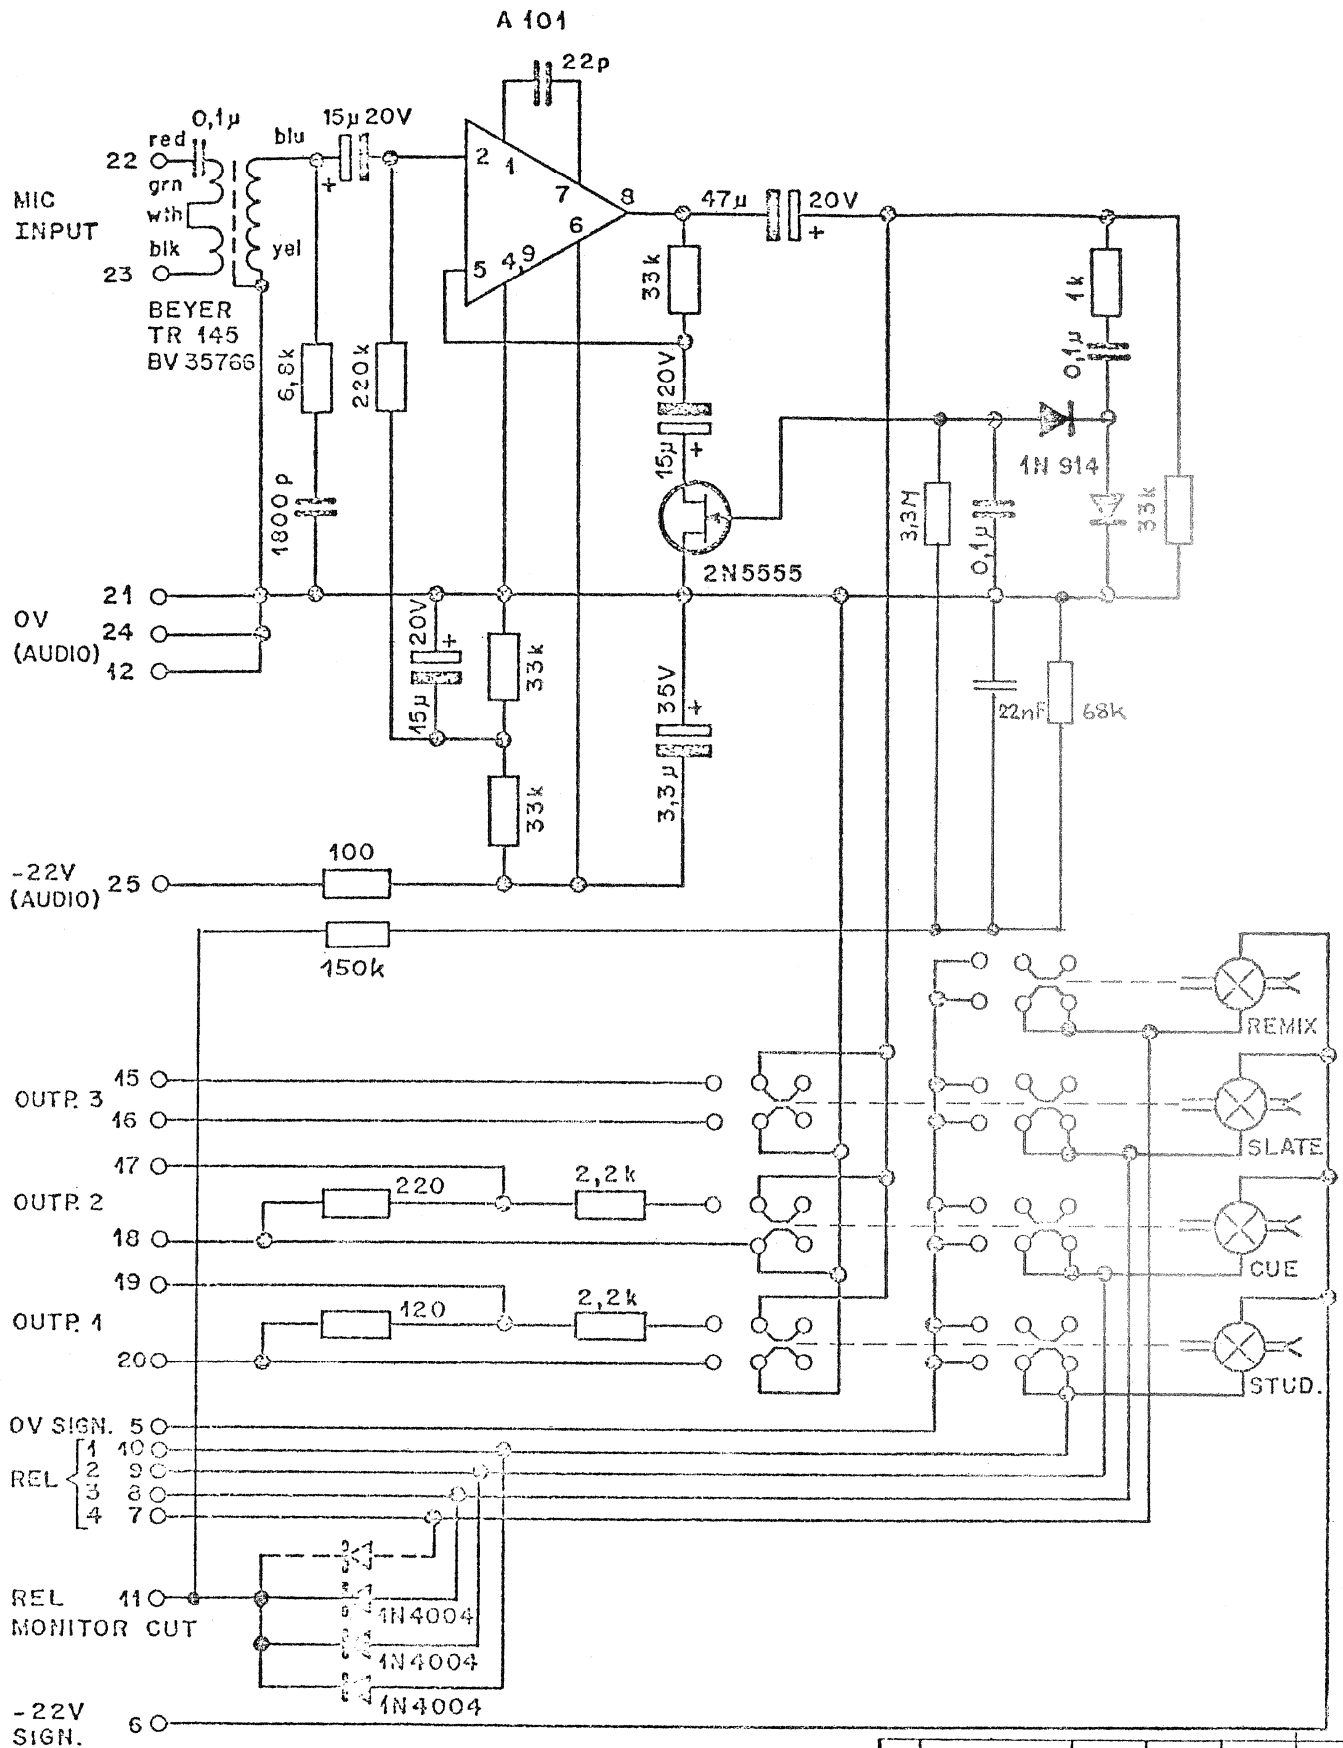 A 101
22p
0,1µ
15µ 20V
red
blu
22
grn
MIC
INPUT
wth
blk
yel
23
BEYER
TR 145
BV 35766
2
1
7
8
6
5
4,9
47µ
20V
+
+
33k
1k
0,1µ
6,8k
220k
20V
15µ
+
1800p
1N 914
3,3M
0,1µ
33k
2N5555
21
0V
(AUDIO)
24
12
20V
+
15µ
33k
35V
+
3,3µ
33k
22nF
68k
100
-22V
(AUDIO)
25
150k
REMIX
15
OUTP. 3
16
SLATE
17
220
2,2k
OUTP. 2
18
CUE
19
120
2,2k
OUTP. 1
20
STUD.
0V SIGN. 5
REL
1 10
2 9
3 8
4 7
REL
MONITOR CUT
11
1N4004
1N4004
1N4004
-22V
SIGN.
6